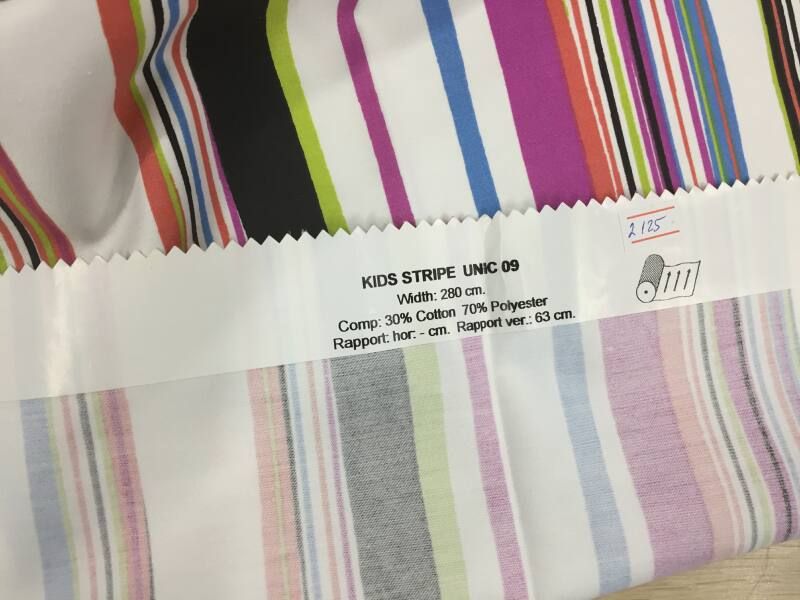 2125
KIDS STRIPE UNIC 09
Width: 280 cm.
Comp: 30% Cotton 70% Polyester
Rapport: hor: - cm. Rapport ver.: 63 cm.